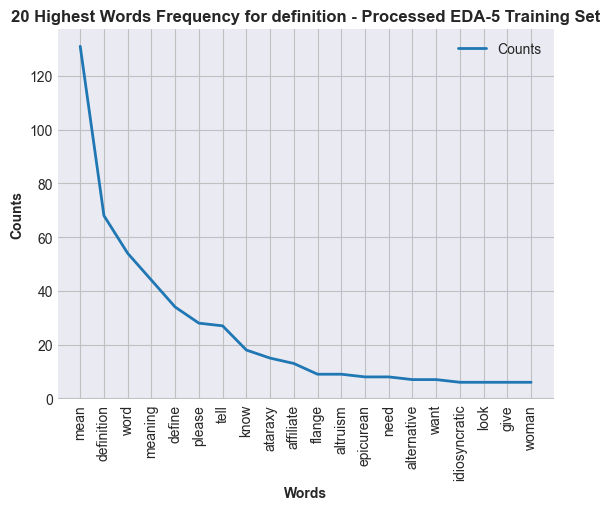 20 Highest Words Frequency for definition - Processed EDA-5 Training Set
Counts
120
100
80
60
40
20
0
Counts
mean
definition
word
meaning
define
please
tell
know
ataraxy
affiliate
flange
altruism
epicurean
need
alternative
want
idiosyncratic
look
give
woman
Words